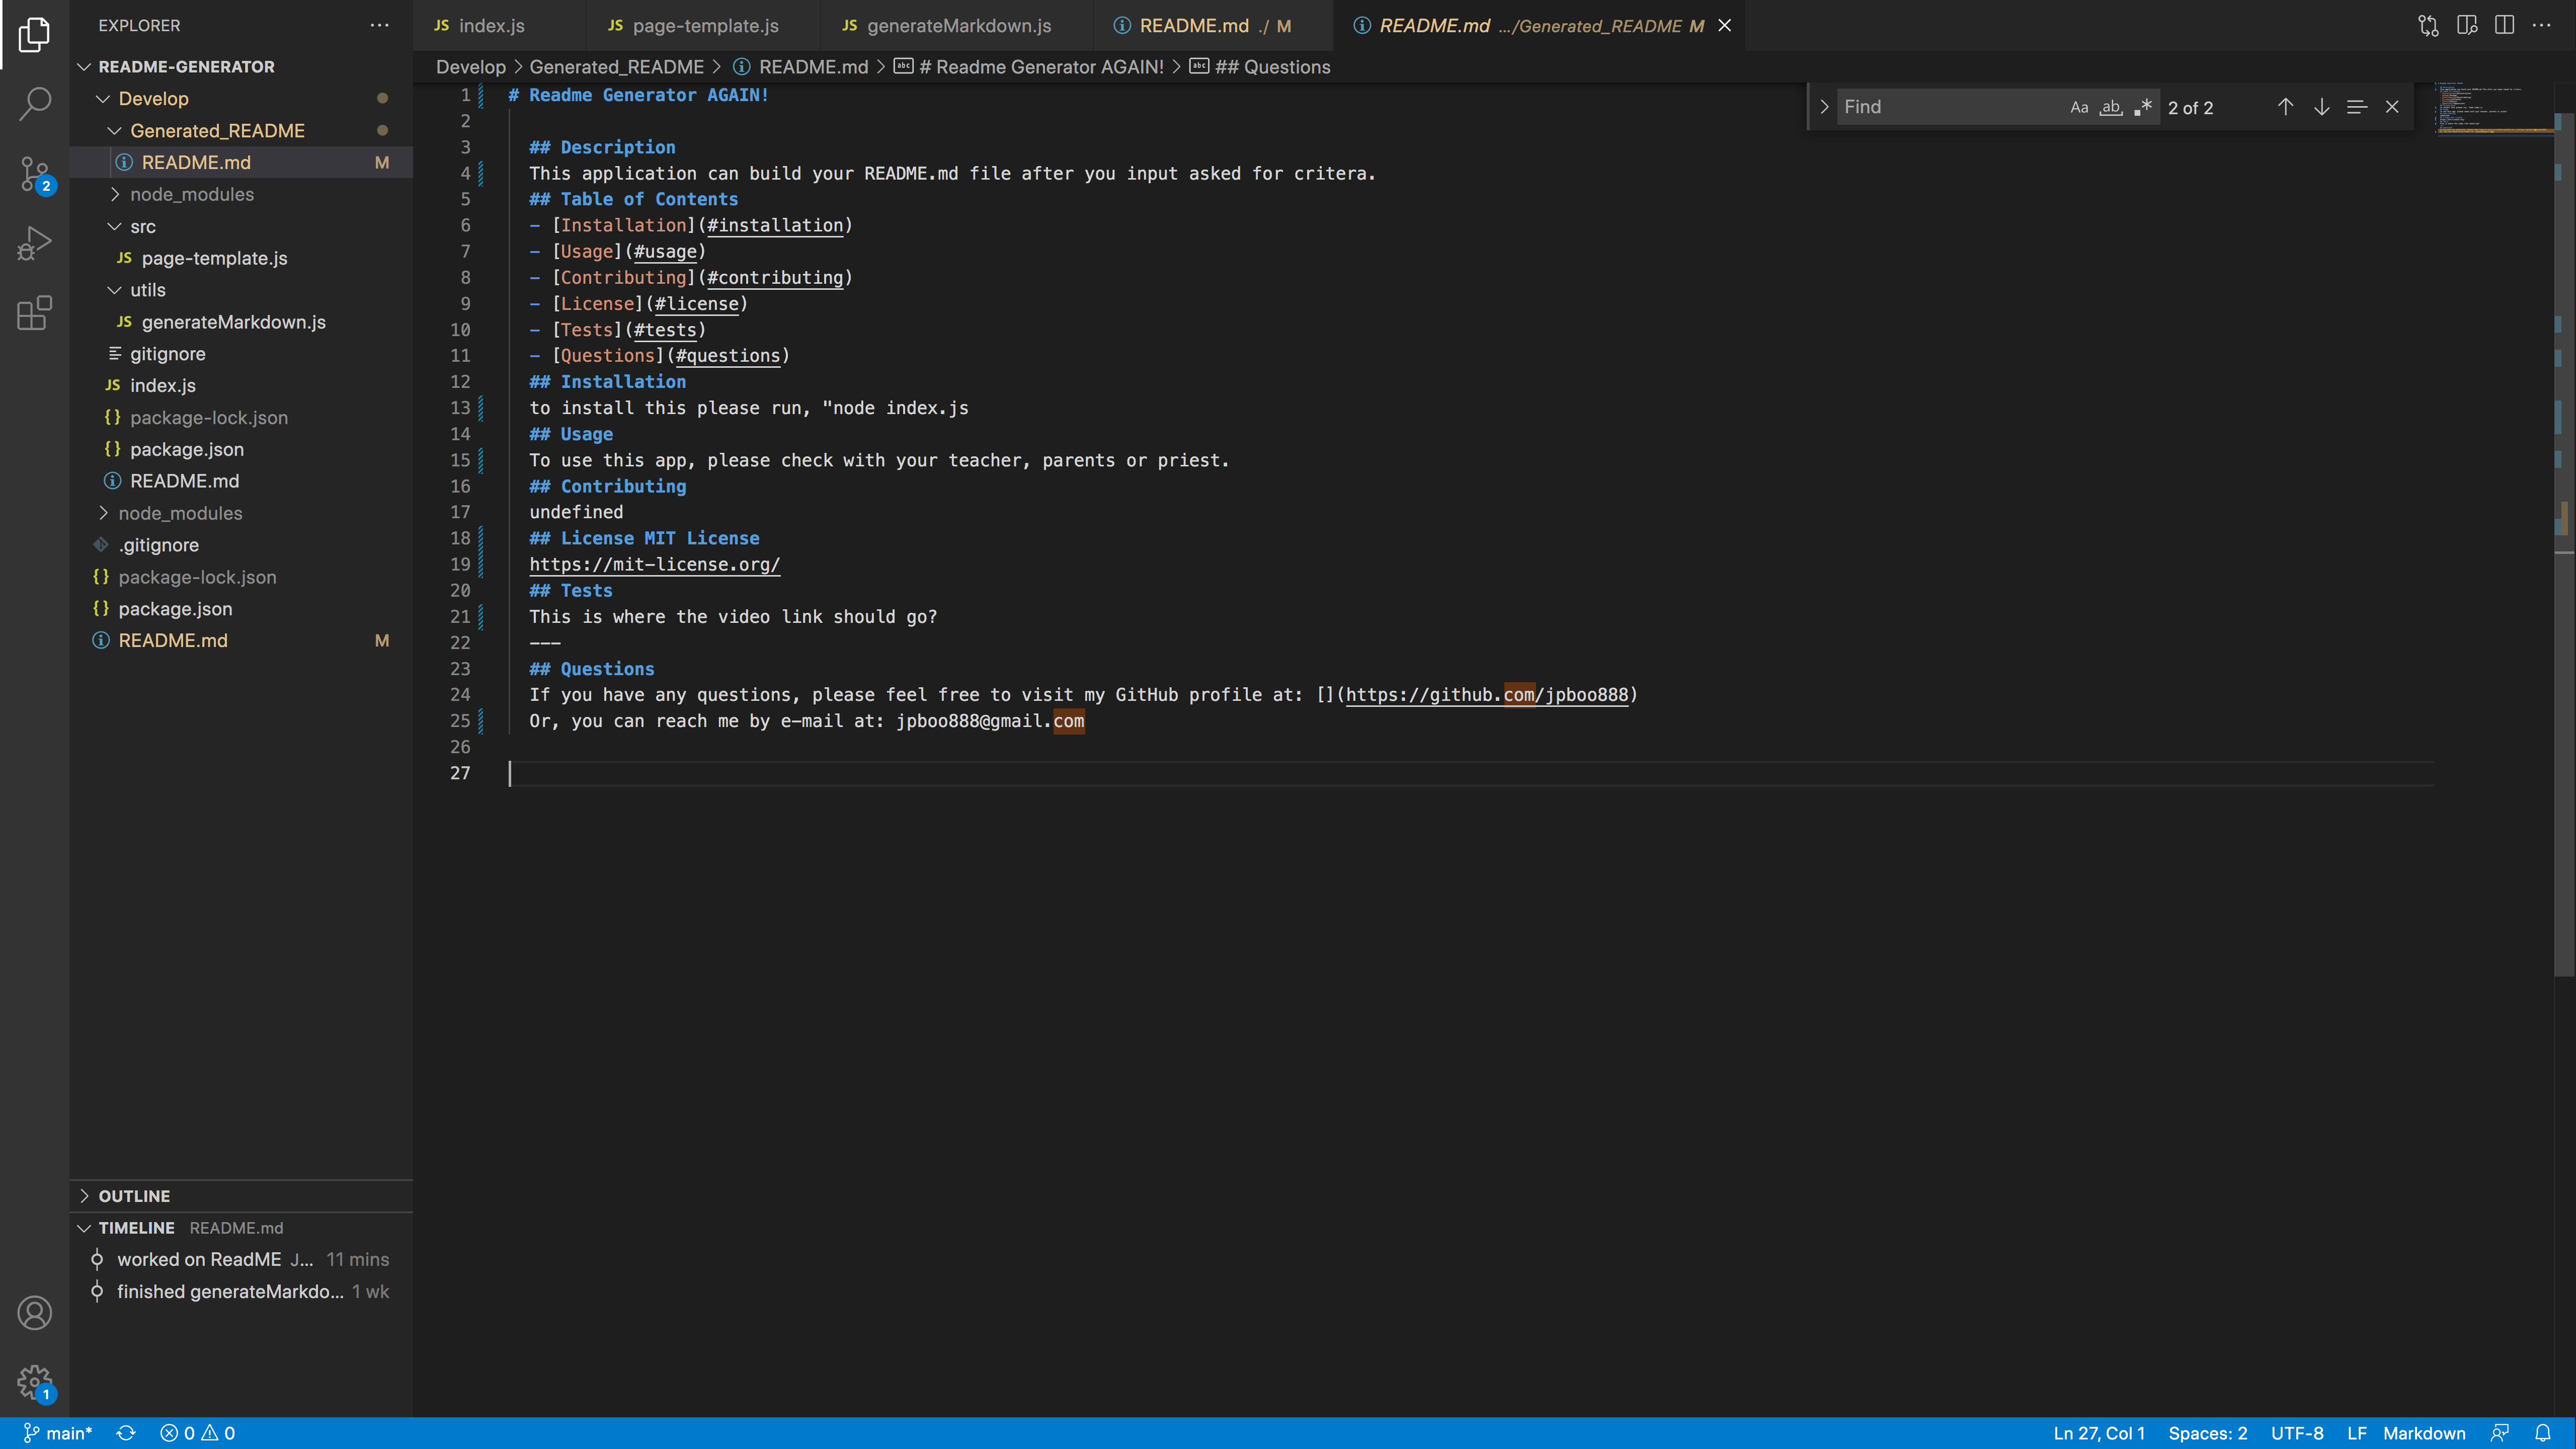 EXPLORER
README-GENERATOR
Develop
Generated_README
README.md M
node_modules
src
JS page-template.js
utils
JS generateMarkdown.js
gitignore
JS index.js
{} package-lock.json
{} package.json
README.md
node_modules
.gitignore
{} package-lock.json
{} package.json
README.md M
OUTLINE
TIMELINE README.md
worked on ReadME J... 11 mins
finished generateMarkdo... 1 wk
2
1
JS index.js
JS page-template.js
JS generateMarkdown.js
README.md ./ M
README.md .../Generated_README M
Develop > Generated_README > README.md > # Readme Generator AGAIN! > ## Questions
Find Aa ab 2 of 2
1 # Readme Generator AGAIN!
2
3 ## Description
4 This application can build your README.md file after you input asked for critera.
5 ## Table of Contents
6 - [Installation](#installation)
7 - [Usage](#usage)
8 - [Contributing](#contributing)
9 - [License](#license)
10 - [Tests](#tests)
11 - [Questions](#questions)
12 ## Installation
13 to install this please run, "node index.js
14 ## Usage
15 To use this app, please check with your teacher, parents or priest.
16 ## Contributing
17 undefined
18 ## License MIT License
19 https://mit-license.org/
20 ## Tests
21 This is where the video link should go?
22 ---
23 ## Questions
24 If you have any questions, please feel free to visit my GitHub profile at: [](https://github.com/jpboo888)
25 Or, you can reach me by e-mail at: jpboo888@gmail.com
26
27
main* 0 0
Ln 27, Col 1 Spaces: 2 UTF-8 LF Markdown